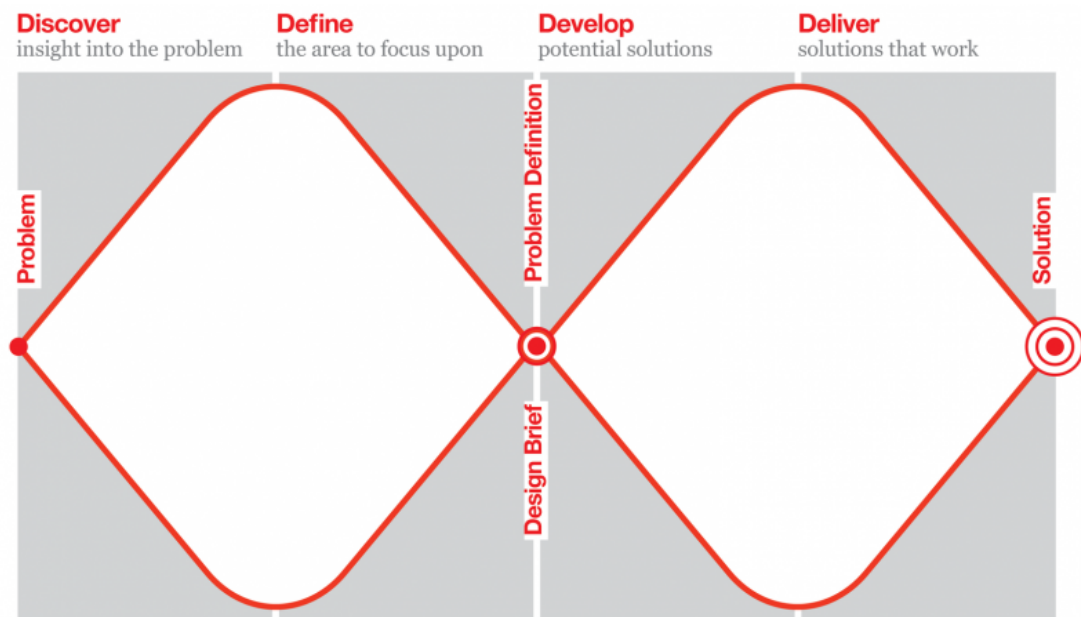 Discover
insight into the problem
Define
the area to focus upon
Develop
potential solutions
Deliver
solutions that work
Problem
Problem Definition
Design Brief
Solution